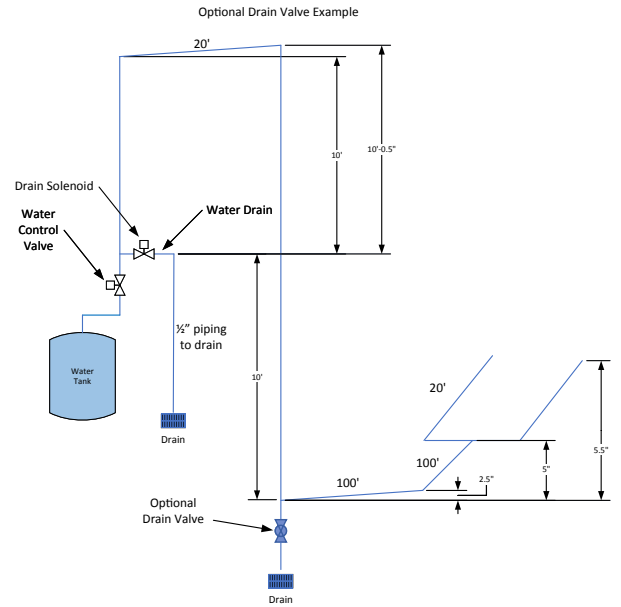 Optional Drain Valve Example
20'
10'
10'-0.5"
Drain Solenoid
Water
Control
Valve
Water Drain
½" piping
to drain
Water
Tank
Drain
10'
20'
100'
100'
2.5"
5"
5.5"
Optional
Drain Valve
Drain